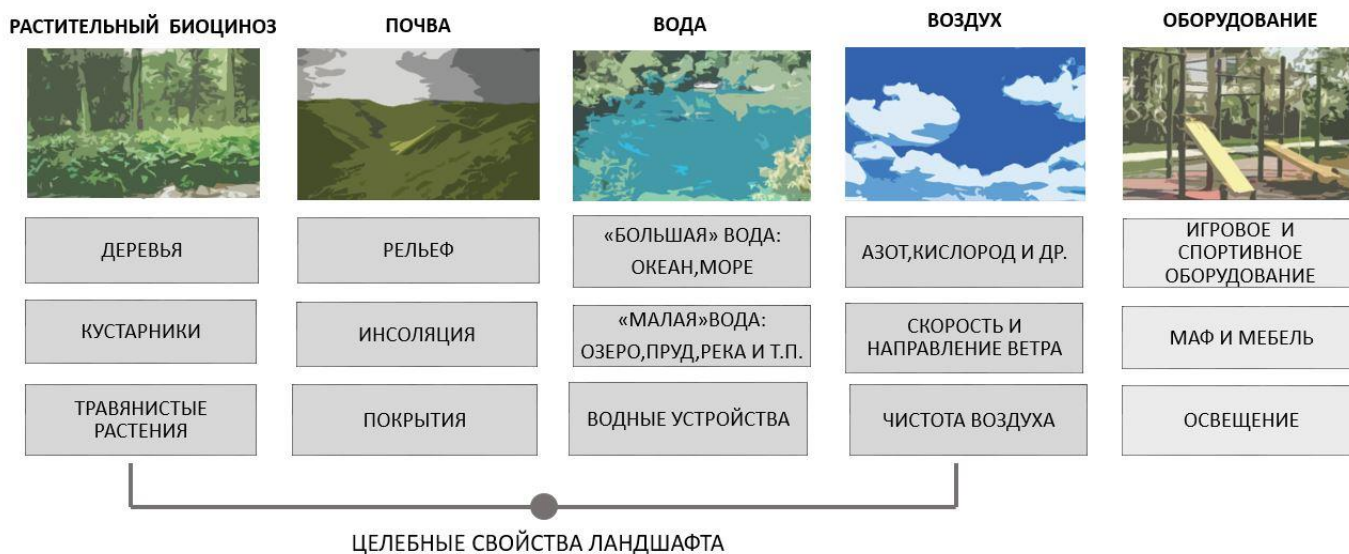 РАСТИТЕЛЬНЫЙ БИОЦИНОЗ
ПОЧВА
ВОДА
ВОЗДУХ
ОБОРУДОВАНИЕ
ДЕРЕВЬЯ
РЕЛЬЕФ
«БОЛЬШАЯ» ВОДА:
ОКЕАН,МОРЕ
АЗОТ,КИСЛОРОД И ДР.
ИГРОВОЕ И
СПОРТИВНОЕ
ОБОРУДОВАНИЕ
КУСТАРНИКИ
ИНСОЛЯЦИЯ
«МАЛАЯ»ВОДА:
ОЗЕРО,ПРУД,РЕКА И Т.П.
СКОРОСТЬ И
НАПРАВЛЕНИЕ ВЕТРА
МАФ И МЕБЕЛЬ
ТРАВЯНИСТЫЕ
РАСТЕНИЯ
ПОКРЫТИЯ
ВОДНЫЕ УСТРОЙСТВА
ЧИСТОТА ВОЗДУХА
ОСВЕЩЕНИЕ
ЦЕЛЕБНЫЕ СВОЙСТВА ЛАНДШАФТА